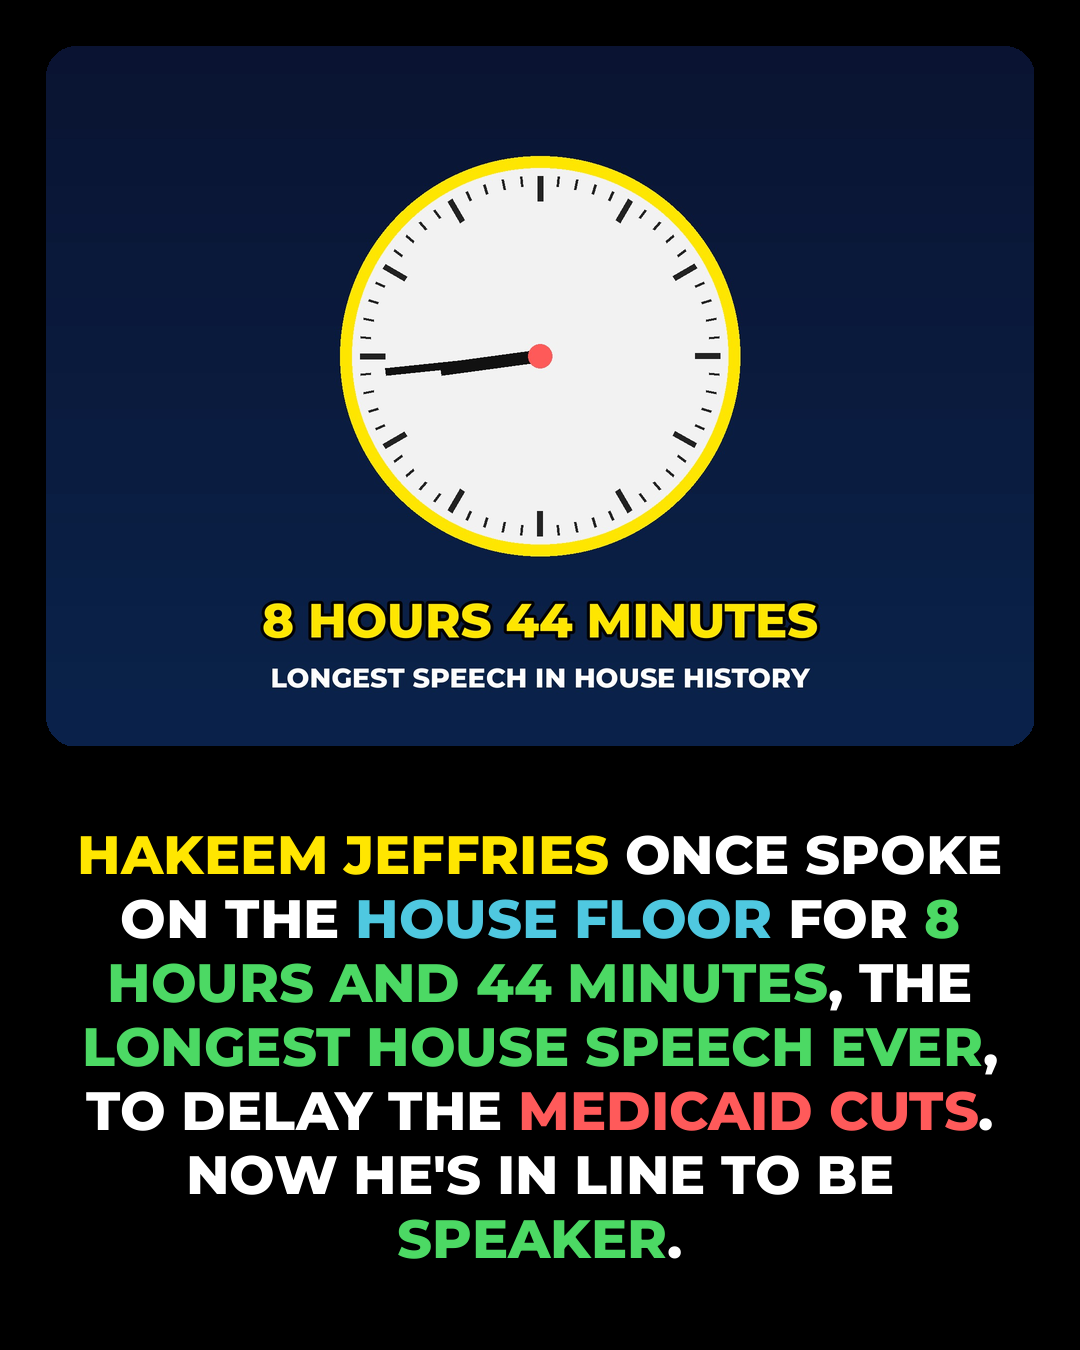 8 HOURS 44 MINUTES
LONGEST SPEECH IN HOUSE HISTORY
HAKEEM JEFFRIES ONCE SPOKE
ON THE HOUSE FLOOR FOR 8
HOURS AND 44 MINUTES, THE
LONGEST HOUSE SPEECH EVER,
TO DELAY THE MEDICAID CUTS.
NOW HE'S IN LINE TO BE
SPEAKER.